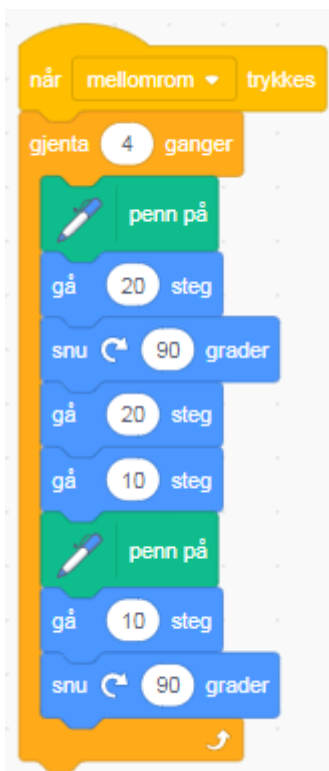 når mellomrom trykkes
gjenta 4 ganger
penn på
gå 20 steg
snu 90 grader
gå 20 steg
gå 10 steg
penn på
gå 10 steg
snu 90 grader